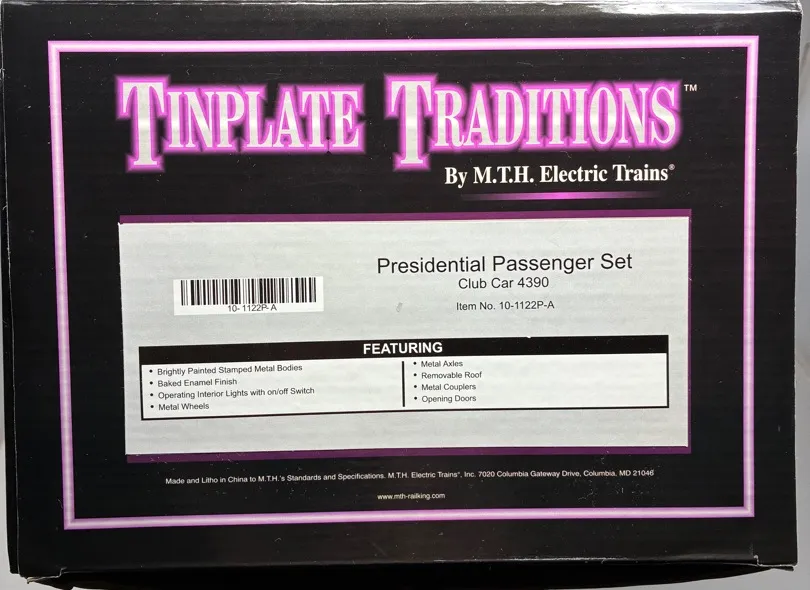 TINPLATE TRADITIONS™
By M.T.H. Electric Trains®
Presidential Passenger Set
Club Car 4390
Item No. 10-1122P-A
10- 1122P- A
FEATURING
• Brightly Painted Stamped Metal Bodies
• Baked Enamel Finish
• Operating Interior Lights with on/off Switch
• Metal Wheels
• Metal Axles
• Removable Roof
• Metal Couplers
• Opening Doors
Made and Litho in China to M.T.H.'s Standards and Specifications. M.T.H. Electric Trains®, Inc. 7020 Columbia Gateway Drive, Columbia, MD 21046
www.mth-railking.com